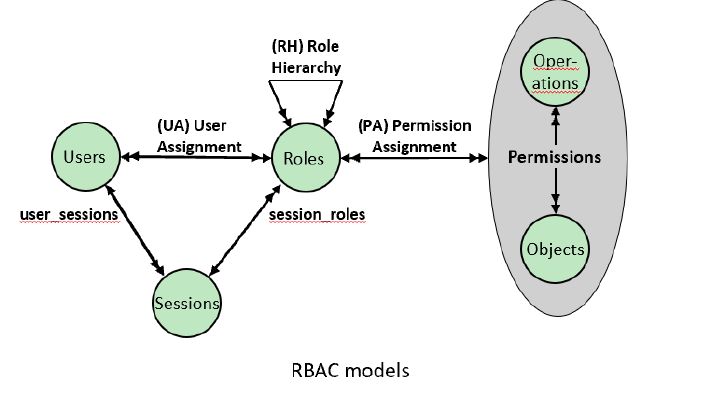 (RH) Role
Hierarchy
Oper-
ations
(UA) User
Assignment
(PA) Permission
Assignment
Users
Roles
Permissions
user_sessions
session_roles
Objects
Sessions
RBAC models